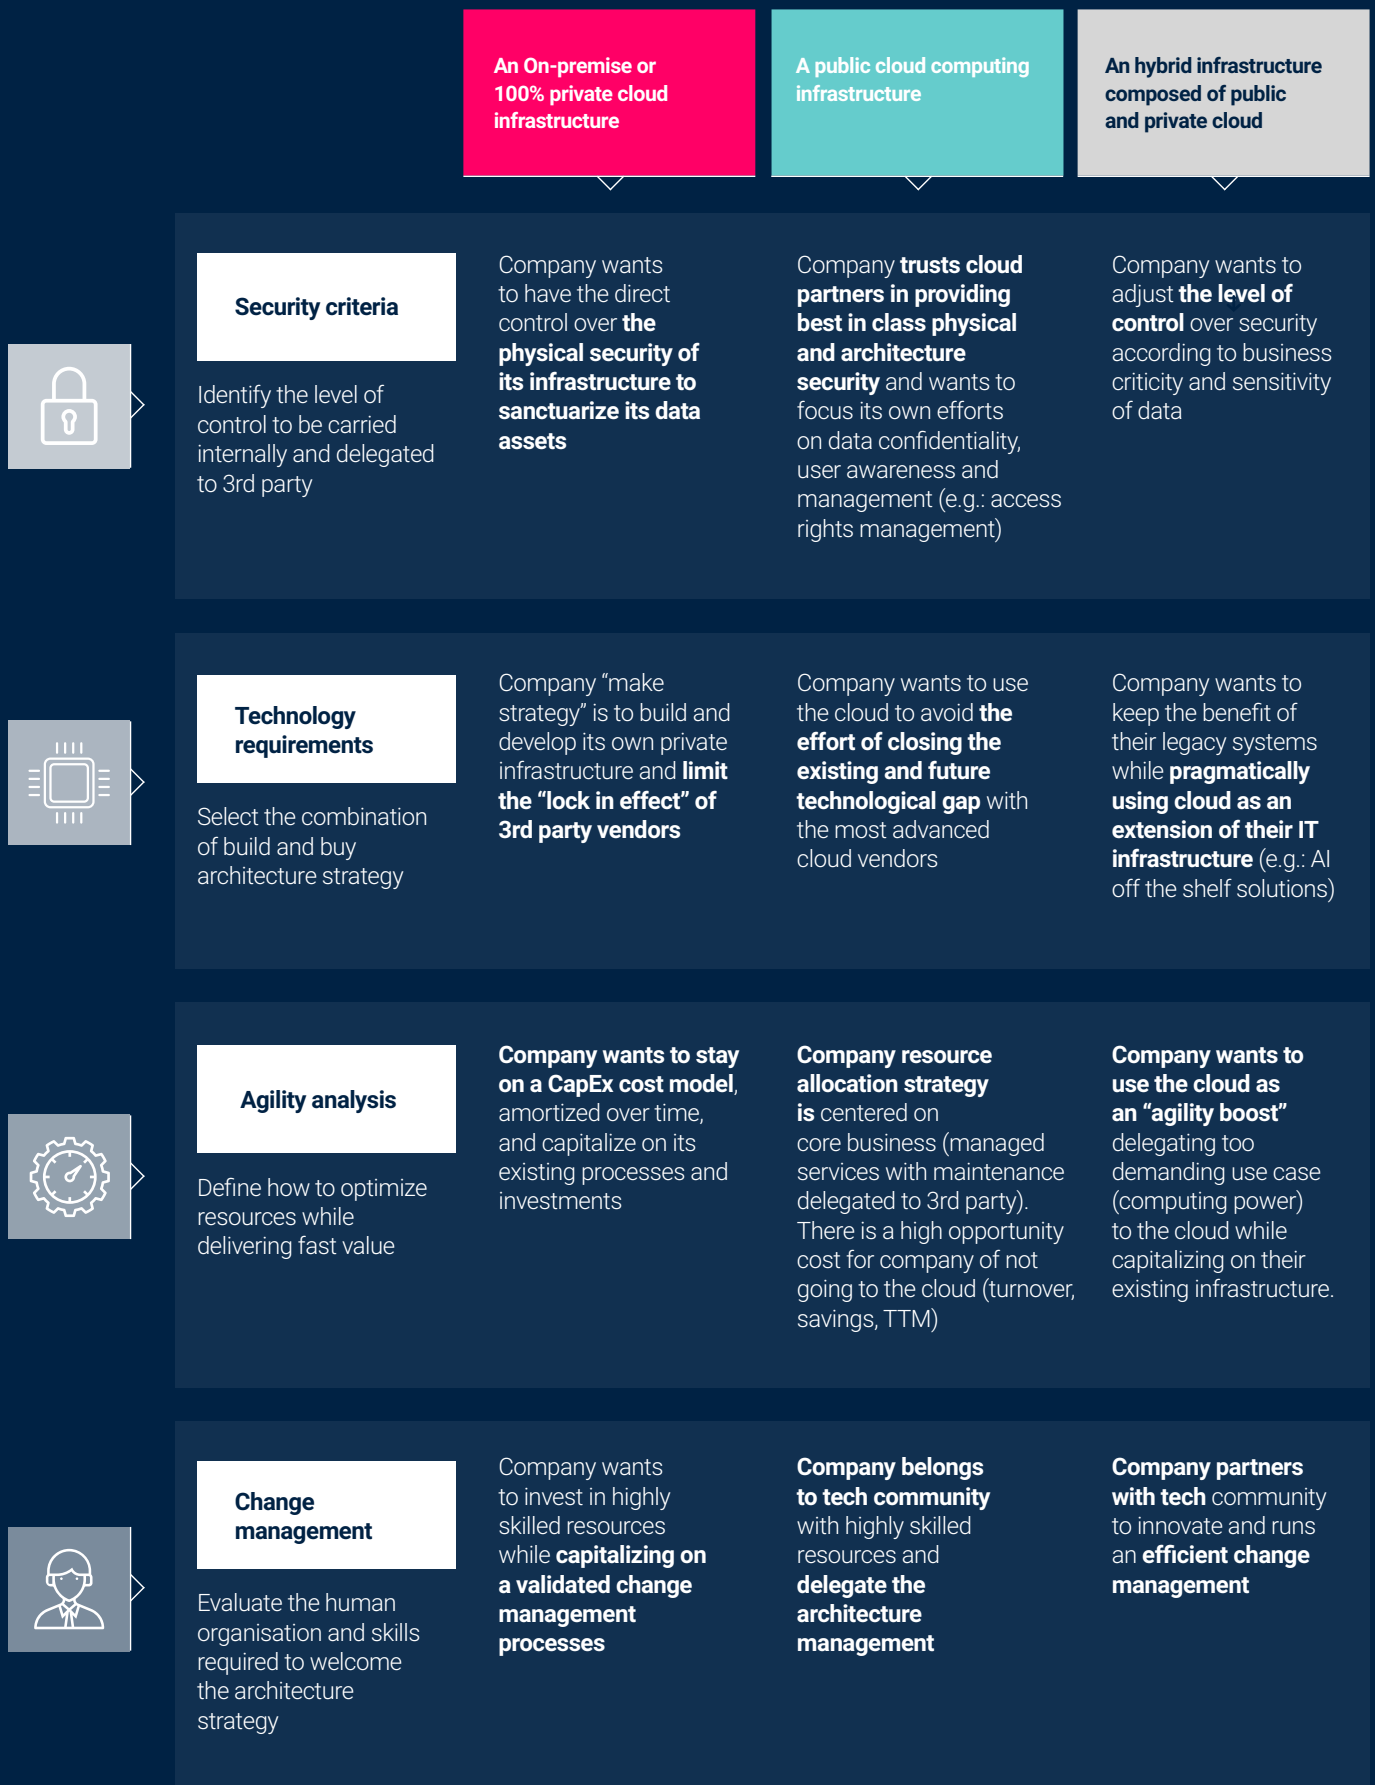 An On-premise or
100% private cloud
infrastructure
A public cloud computing
infrastructure
An hybrid infrastructure
composed of public
and private cloud
Security criteria
Identify the level of
control to be carried
internally and delegated
to 3rd party
Company wants
to have the direct
control over the
physical security of
its infrastructure to
sanctuarize its data
assets
Company trusts cloud
partners in providing
best in class physical
and architecture
security and wants to
focus its own efforts
on data confidentiality,
user awareness and
management (e.g.: access
rights management)
Company wants to
adjust the level of
control over security
according to business
criticity and sensitivity
of data
Technology
requirements
Select the combination
of build and buy
architecture strategy
Company “make
strategy” is to build and
develop its own private
infrastructure and limit
the “lock in effect” of
3rd party vendors
Company wants to use
the cloud to avoid the
effort of closing the
existing and future
technological gap with
the most advanced
cloud vendors
Company wants to
keep the benefit of
their legacy systems
while pragmatically
using cloud as an
extension of their IT
infrastructure (e.g.: AI
off the shelf solutions)
Agility analysis
Define how to optimize
resources while
delivering fast value
Company wants to stay
on a CapEx cost model,
amortized over time,
and capitalize on its
existing processes and
investments
Company resource
allocation strategy
is centered on
core business (managed
services with maintenance
delegated to 3rd party).
There is a high opportunity
cost for company of not
going to the cloud (turnover,
savings, TTM)
Company wants to
use the cloud as
an “agility boost”
delegating too
demanding use case
(computing power)
to the cloud while
capitalizing on their
existing infrastructure.
Change
management
Evaluate the human
organisation and skills
required to welcome
the architecture
strategy
Company wants
to invest in highly
skilled resources
while capitalizing on
a validated change
management
processes
Company belongs
to tech community
with highly skilled
resources and
delegate the
architecture
management
Company partners
with tech community
to innovate and runs
an efficient change
management